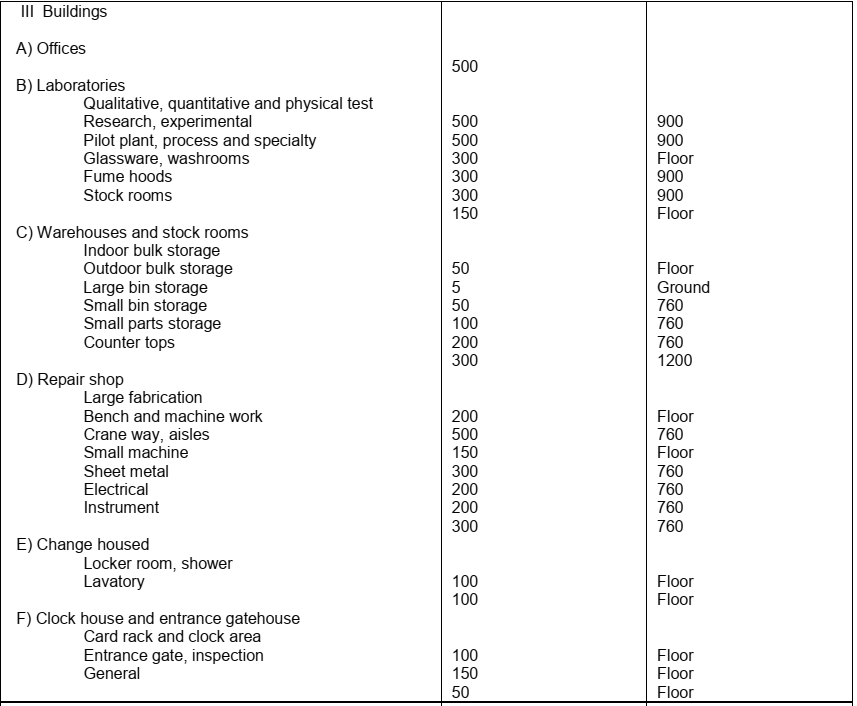 III Buildings
A) Offices
500
B) Laboratories
Qualitative, quantitative and physical test
Research, experimental 500 900
Pilot plant, process and specialty 500 900
Glassware, washrooms 300 Floor
Fume hoods 300 900
Stock rooms 300 900
150 Floor
C) Warehouses and stock rooms
Indoor bulk storage
Outdoor bulk storage 50 Floor
Large bin storage 5 Ground
Small bin storage 50 760
Small parts storage 100 760
Counter tops 200 760
300 1200
D) Repair shop
Large fabrication
Bench and machine work 200 Floor
Crane way, aisles 500 760
Small machine 150 Floor
Sheet metal 300 760
Electrical 200 760
Instrument 200 760
300 760
E) Change housed
Locker room, shower
Lavatory 100 Floor
100 Floor
F) Clock house and entrance gatehouse
Card rack and clock area
Entrance gate, inspection 100 Floor
General 150 Floor
50 Floor